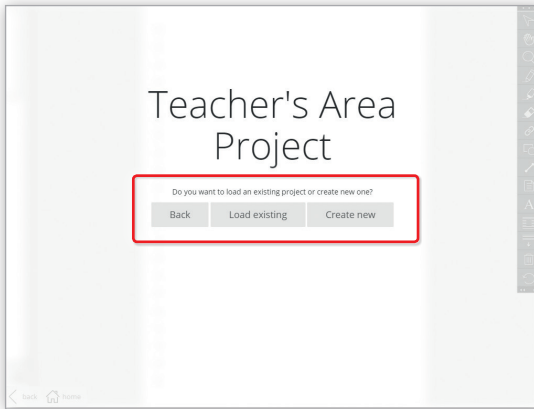 Teacher's Area
Project
Do you want to load an existing project or create new one?
Back Load existing Create new
A
back home